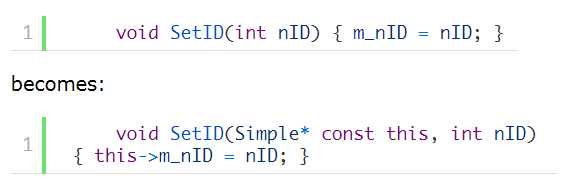 1 void SetID(int nID) { m_nID = nID; }
becomes:
1 void SetID(Simple* const this, int nID)
{ this->m_nID = nID; }